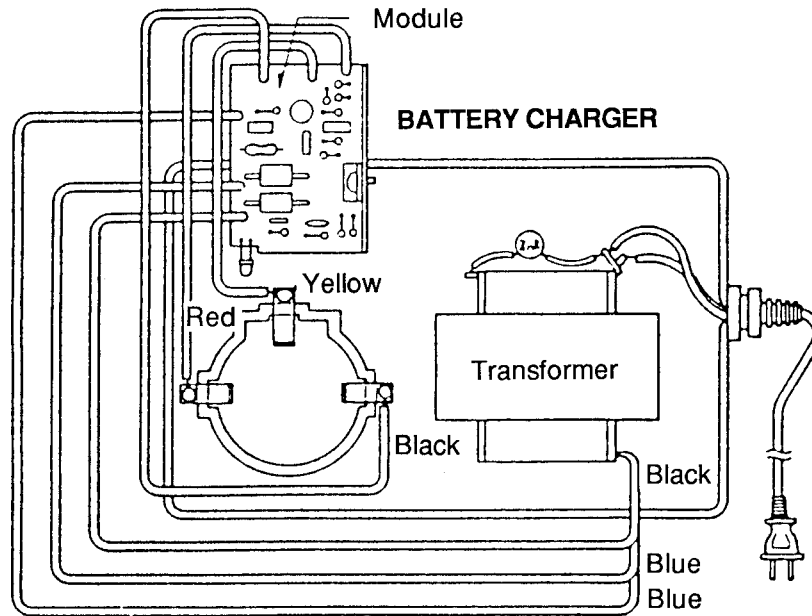 Module
BATTERY CHARGER
Yellow
Red
Transformer
Black
Black
Blue
Blue